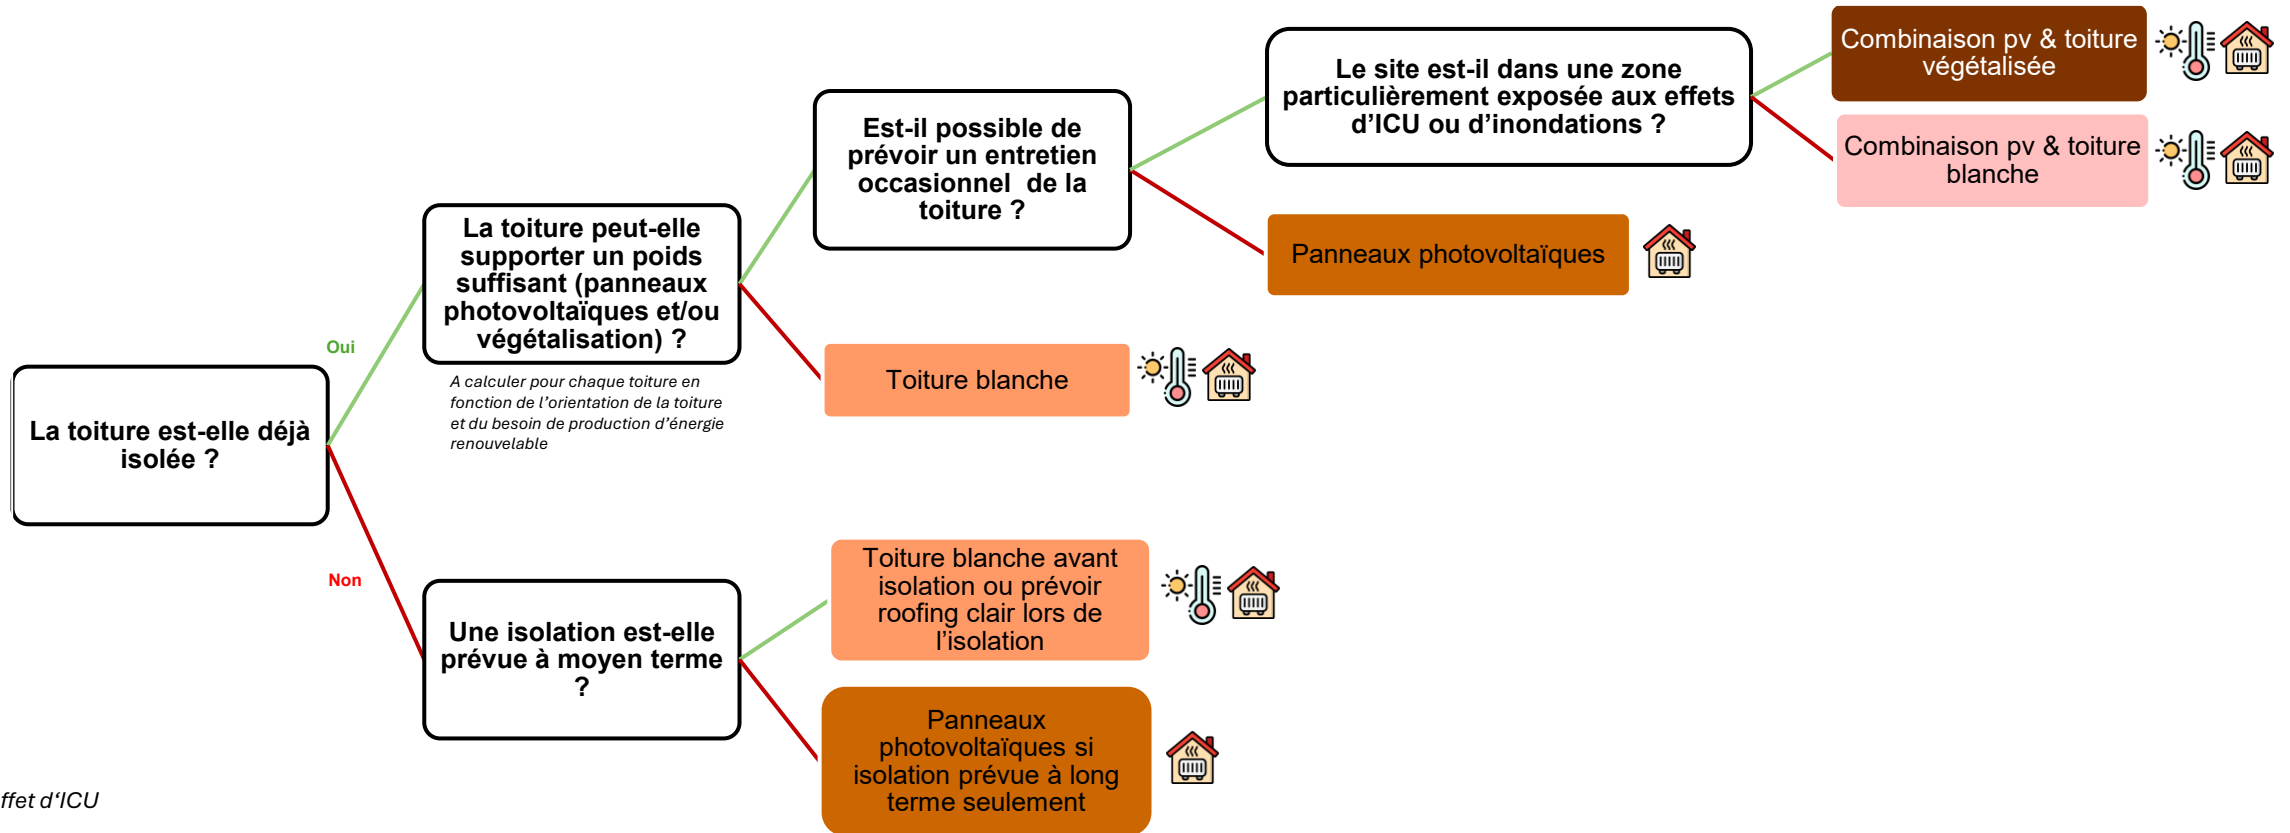 La toiture est-elle déjà
isolée ?
Oui
Non
La toiture peut-elle
supporter un poids
suffisant (panneaux
photovoltaïques et/ou
végétalisation) ?
A calculer pour chaque toiture en
fonction de l'orientation de la toiture
et du besoin de production d'énergie
renouvelable
Une isolation est-elle
prévue à moyen terme
?
Est-il possible de
prévoir un entretien
occasionnel  de la
toiture ?
Toiture blanche
Toiture blanche avant
isolation ou prévoir
roofing clair lors de
l'isolation
Panneaux
photovoltaïques si
isolation prévue à long
terme seulement
Le site est-il dans une zone
particulièrement exposée aux effets
d'ICU ou d'inondations ?
Panneaux photovoltaïques
Combinaison pv & toiture
végétalisée
Combinaison pv & toiture
blanche
ffet d'ICU